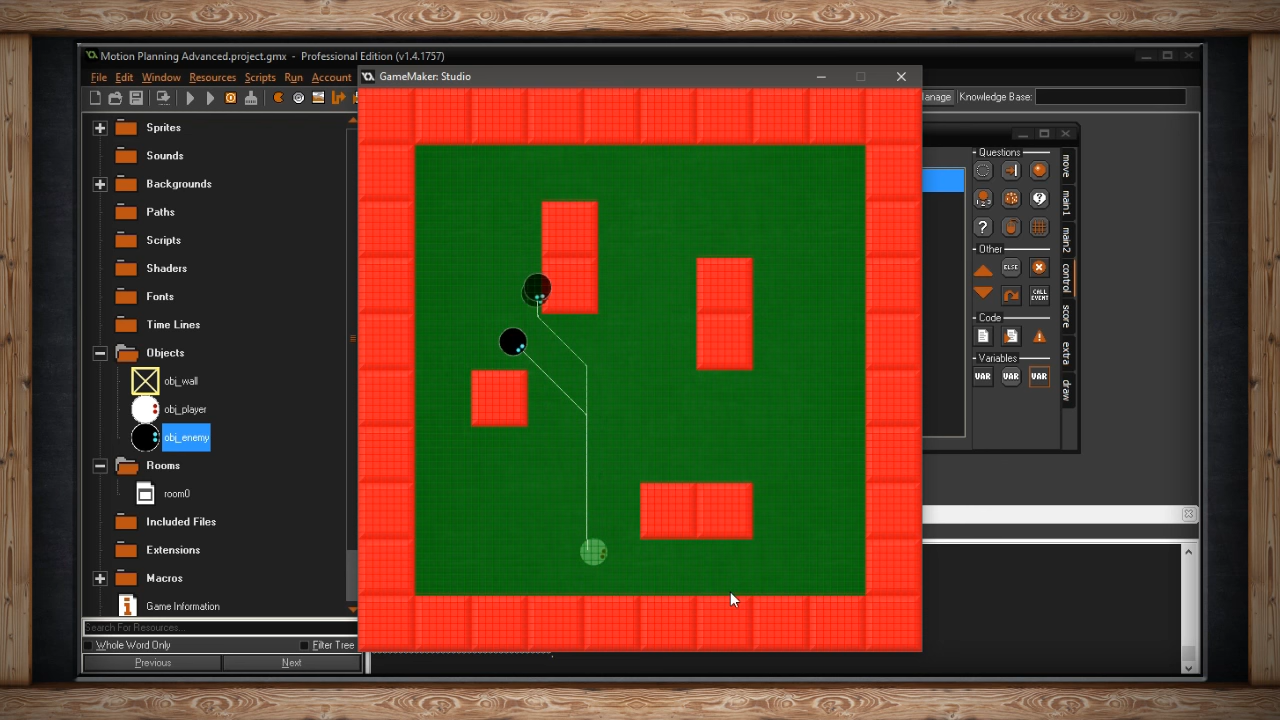 Motion Planning Advanced.project.gmx - Professional Edition (v1.4.1757)
File Edit Window Resources Scripts Run Account
GameMaker: Studio
Knowledge Base:
Sprites
Sounds
Backgrounds
Paths
Scripts
Shaders
Fonts
Time Lines
Objects
obj_wall
obj_player
obj_enemy
Rooms
room0
Included Files
Extensions
Macros
Game Information
Search For Resources...
Whole Word Only Filter Tree
Previous Next
Questions
Other
ELSE
CALL EVENT
Code
Variables
VAR VAR VAR
move
main1
main2
control
score
extra
draw